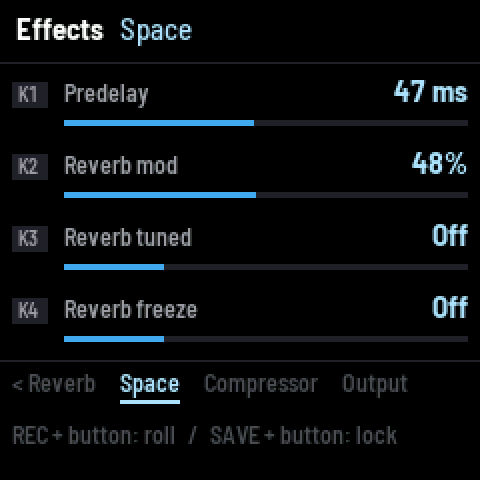 Effects Space
K1 Predelay 47 ms
K2 Reverb mod 48%
K3 Reverb tuned Off
K4 Reverb freeze Off
< Reverb Space Compressor Output
REC + button: roll / SAVE + button: lock